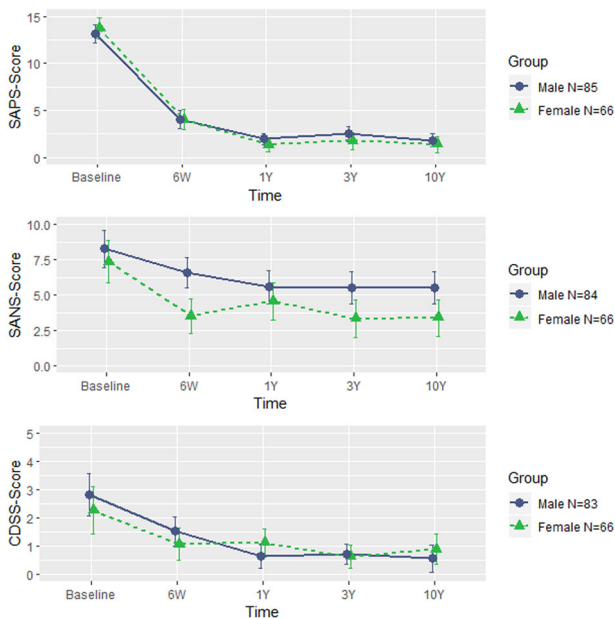 SAPS-Score
15
10
5
0
Baseline 6W 1Y 3Y 10Y
Time
Group
Male N=85
Female N=66
SANS-Score
10.0
7.5
5.0
2.5
0.0
Baseline 6W 1Y 3Y 10Y
Time
Group
Male N=84
Female N=66
CDSS-Score
5
4
3
2
1
0
Baseline 6W 1Y 3Y 10Y
Time
Group
Male N=83
Female N=66